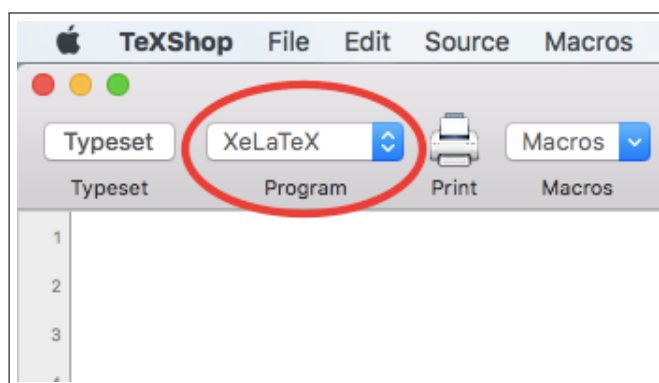 TeXShop File Edit Source Macros
Typeset XeLaTeX Macros
Typeset Program Print Macros
1
2
3